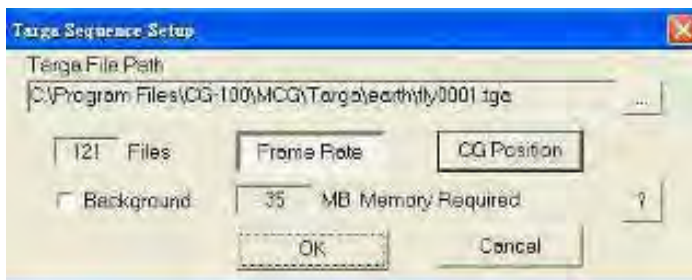 Targa Sequence Setup
Targa File Path
C:\Program Files\CG-100\MCG\Targa\earth\fly0001.tga ...
121 Files Frame Rate CG Position
Background 35 MB Memory Required ?
OK Cancel